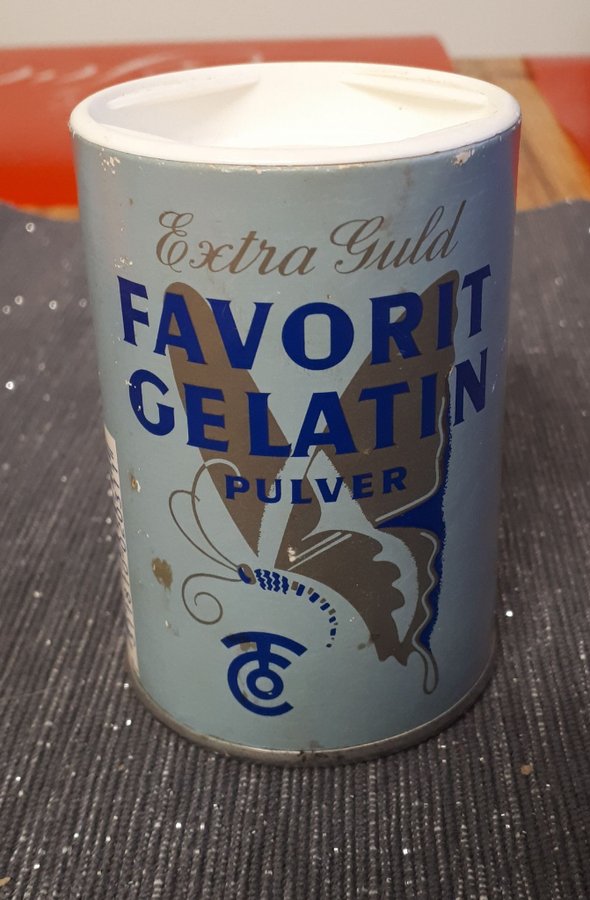 Extra Guld
FAVORIT
GELATIN
PULVER